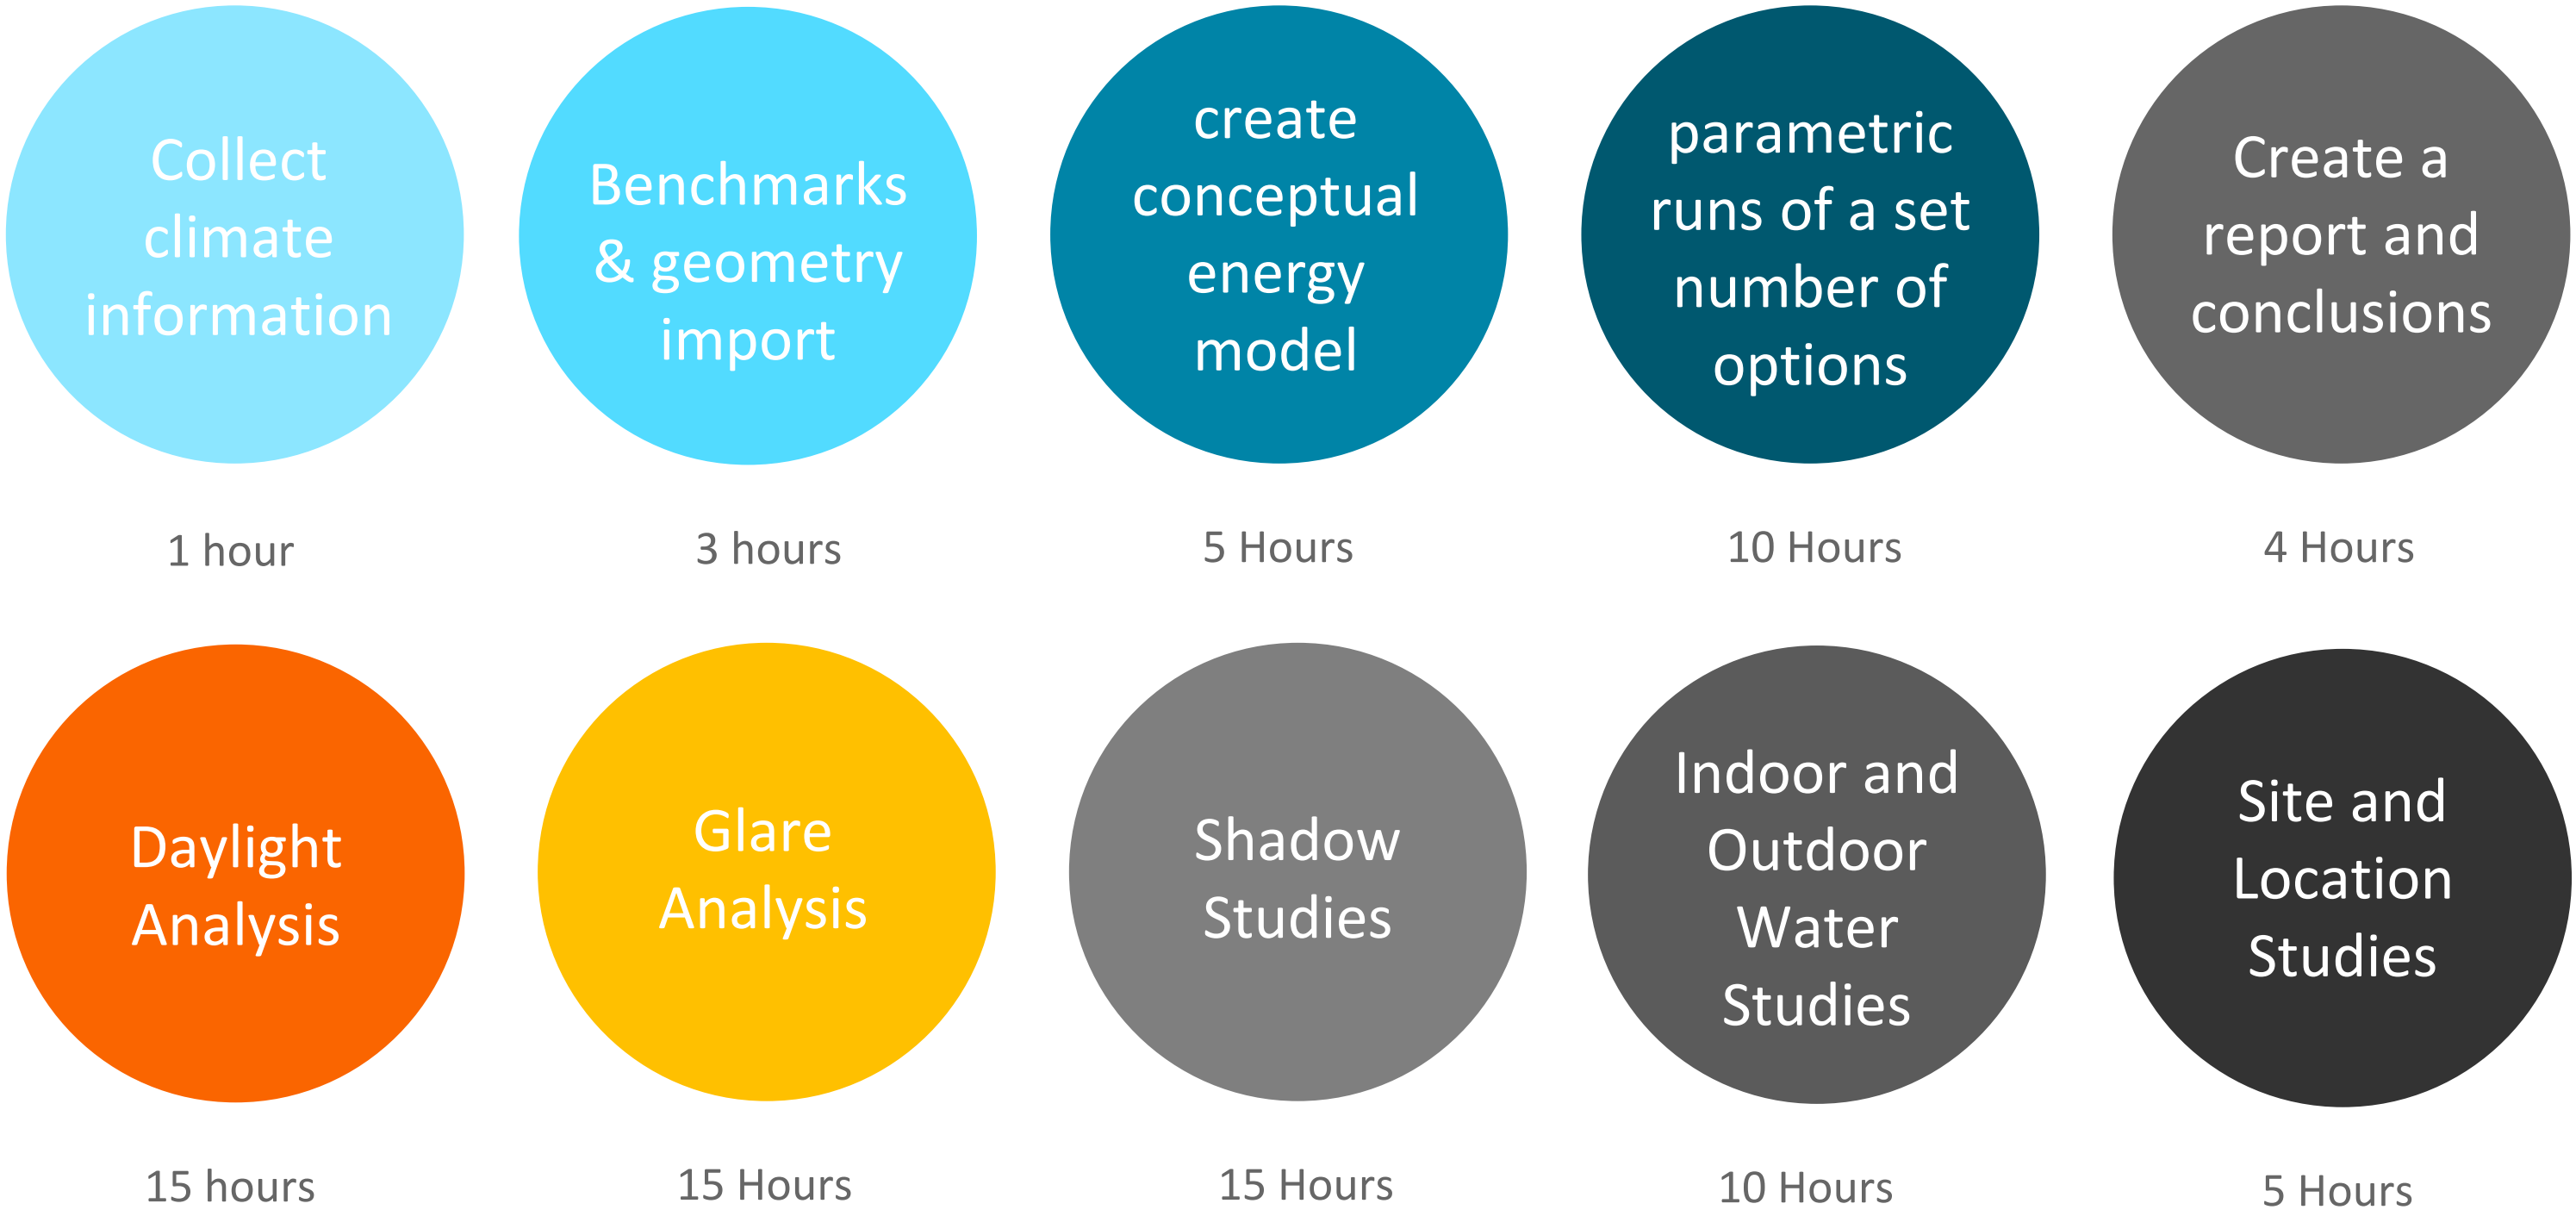 Collect
climate
information
Benchmarks
& geometry
import
create
conceptual
energy
model
parametric
runs of a set
number of
options
Create a
report and
conclusions
1 hour
3 hours
5 Hours
10 Hours
4 Hours
Daylight
Analysis
Glare
Analysis
Shadow
Studies
Indoor and
Outdoor
Water
Studies
Site and
Location
Studies
15 hours
15 Hours
15 Hours
10 Hours
5 Hours